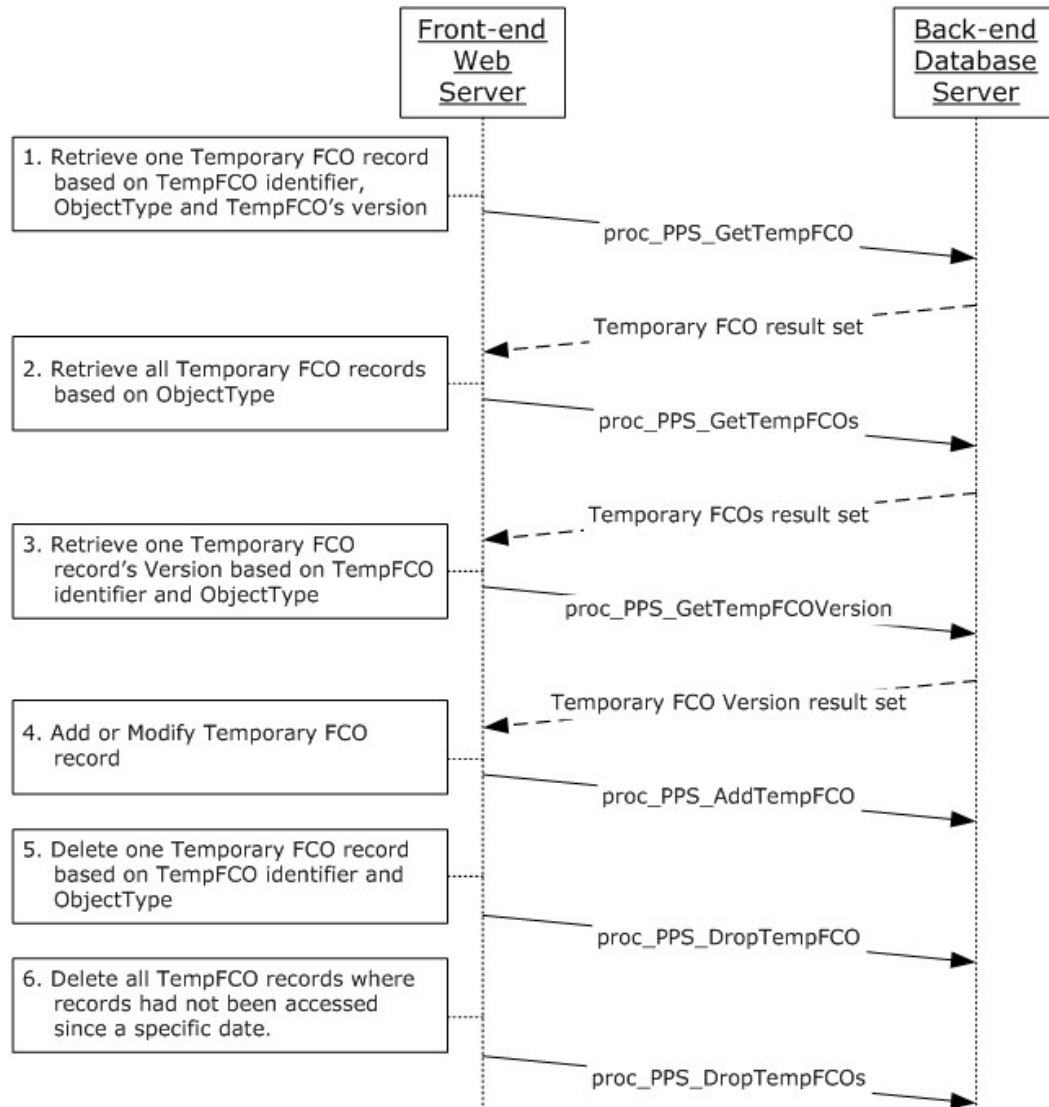 Front-end
Web
Server
Back-end
Database
Server
1. Retrieve one Temporary FCO record
based on TempFCO identifier,
ObjectType and TempFCO's version
proc_PPS_GetTempFCO
Temporary FCO result set
2. Retrieve all Temporary FCO records
based on ObjectType
proc_PPS_GetTempFCOs
Temporary FCOs result set
3. Retrieve one Temporary FCO
record's Version based on TempFCO
identifier and ObjectType
proc_PPS_GetTempFCOVersion
Temporary FCO Version result set
4. Add or Modify Temporary FCO
record
proc_PPS_AddTempFCO
5. Delete one Temporary FCO record
based on TempFCO identifier and
ObjectType
proc_PPS_DropTempFCO
6. Delete all TempFCO records where
records had not been accessed
since a specific date.
proc_PPS_DropTempFCOs